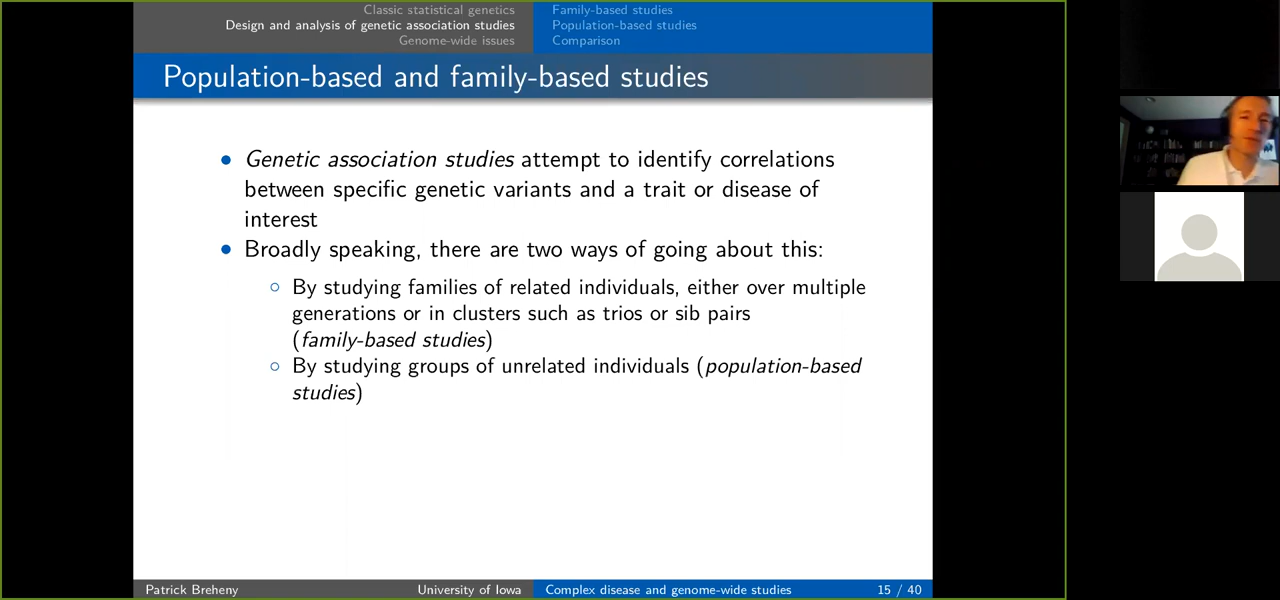 Classic statistical genetics
Design and analysis of genetic association studies
Genome-wide issues
Family-based studies
Population-based studies
Comparison
Population-based and family-based studies
• Genetic association studies attempt to identify correlations
between specific genetic variants and a trait or disease of
interest
• Broadly speaking, there are two ways of going about this:
○ By studying families of related individuals, either over multiple
generations or in clusters such as trios or sib pairs
(family-based studies)
○ By studying groups of unrelated individuals (population-based
studies)
Patrick Breheny University of Iowa Complex disease and genome-wide studies 15 / 40